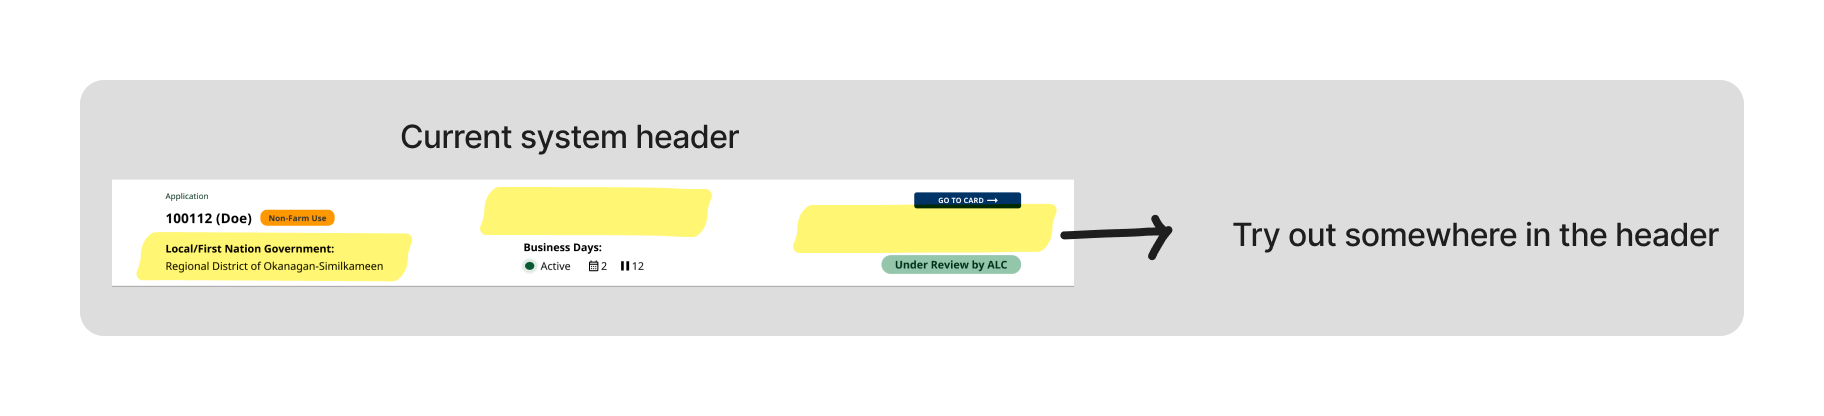 Current system header
Application
100112 (Doe) Non-Farm Use
Local/First Nation Government:
Regional District of Okanagan-Similkameen
Business Days:
Active 2 12
GO TO CARD →
Under Review by ALC
Try out somewhere in the header